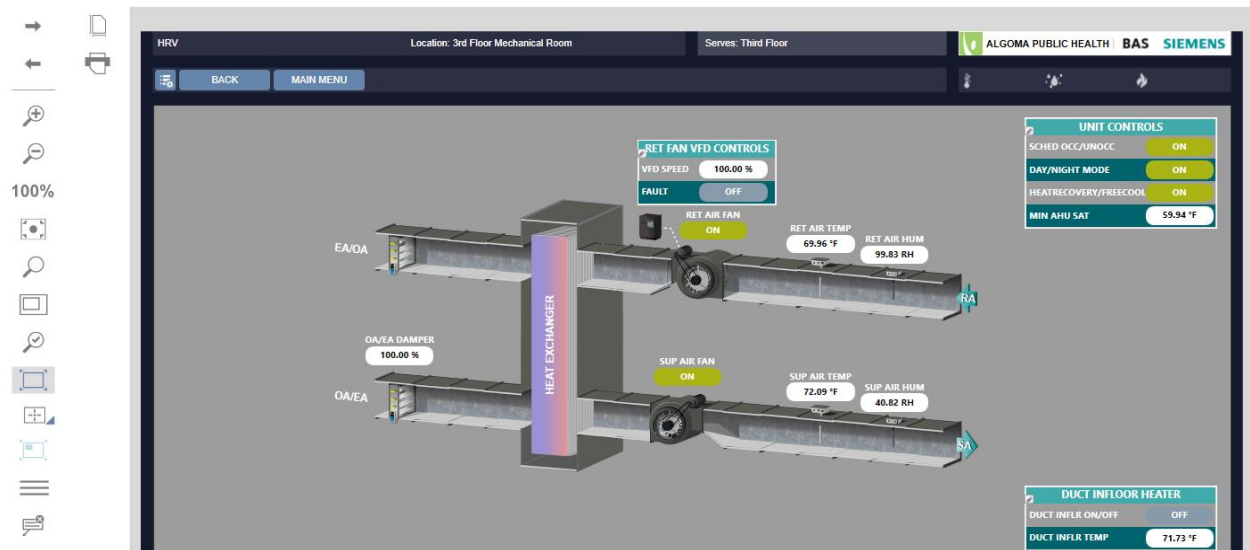 HRV
Location: 3rd Floor Mechanical Room
Serves: Third Floor
ALGOMA PUBLIC HEALTH
BAS
SIEMENS
BACK
MAIN MENU
100%
UNIT CONTROLS
SCHED OCC/UNOCC ON
DAY/NIGHT MODE ON
HEATRECOVERY/FREECOOL ON
MIN AHU SAT 59.94 °F
RET FAN VFD CONTROLS
VFD SPEED 100.00 %
FAULT OFF
RET AIR FAN
ON
RET AIR TEMP
69.96 °F
RET AIR HUM
99.83 RH
EA/OA
RA
HEAT EXCHANGER
OA/EA DAMPER
100.00 %
SUP AIR FAN
ON
SUP AIR TEMP
72.09 °F
SUP AIR HUM
40.82 RH
OA/EA
SA
DUCT INFLOOR HEATER
DUCT INFLR ON/OFF OFF
DUCT INFLR TEMP 71.73 °F